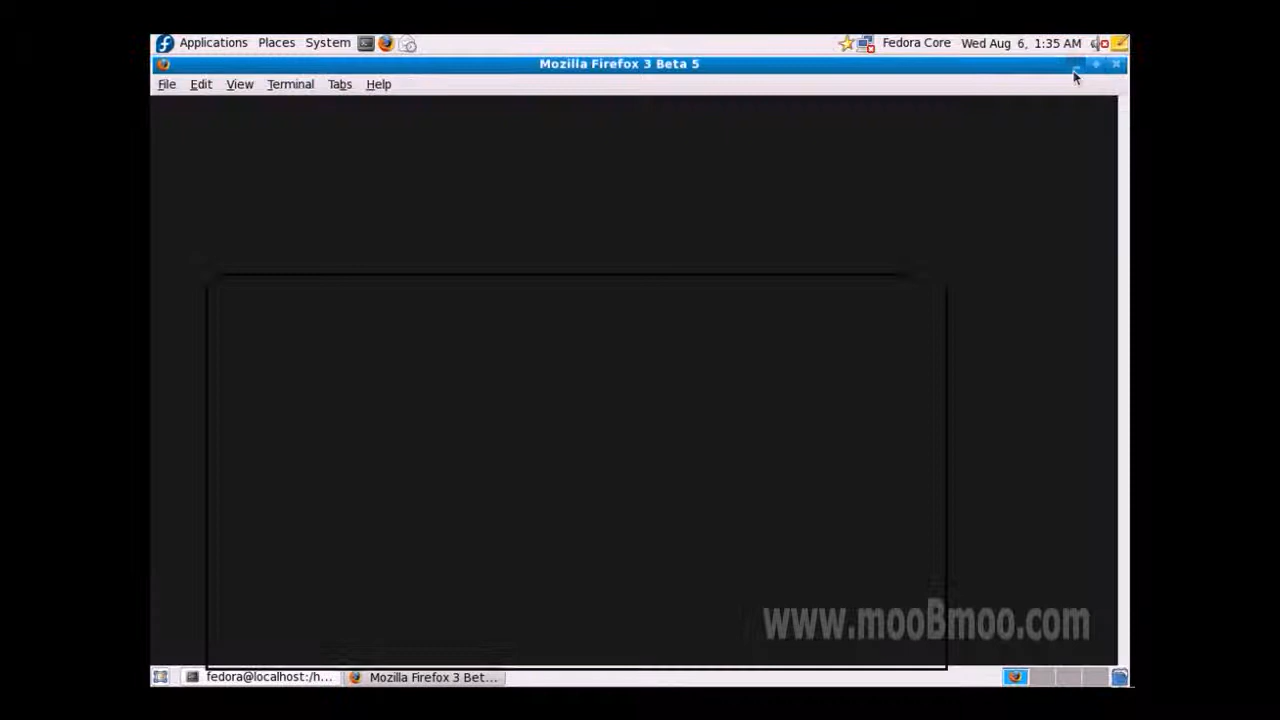 Applications Places System Fedora Core Wed Aug 6, 1:35 AM
Mozilla Firefox 3 Beta 5
File Edit View Terminal Tabs Help
www.mooBmoo.com
fedora@localhost:/h... Mozilla Firefox 3 Bet...